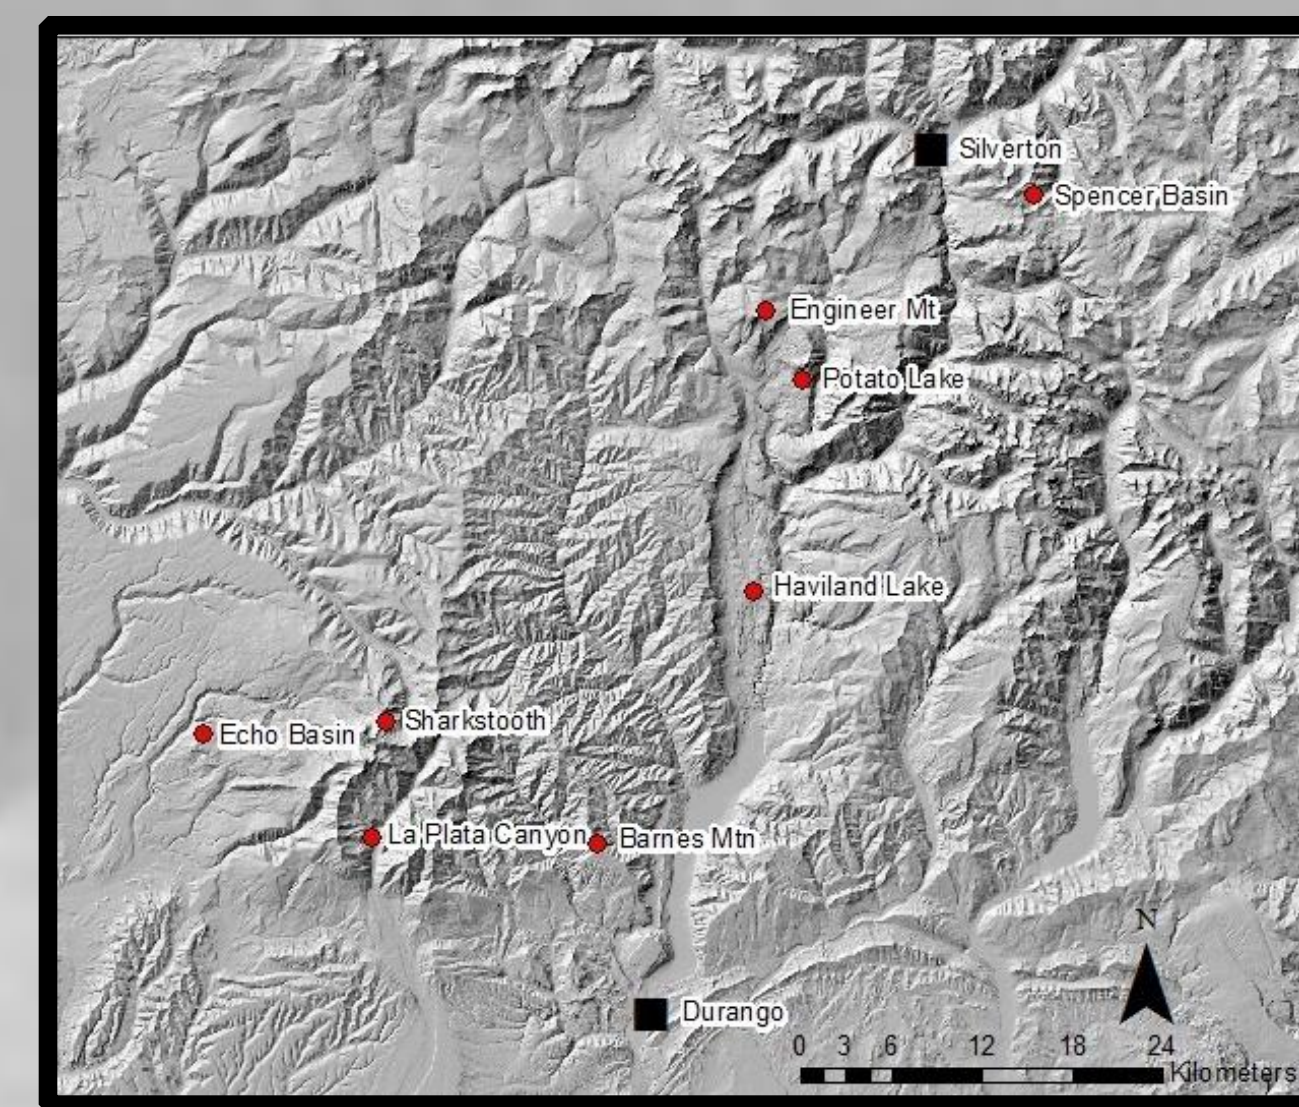 Silverton
Spencer Basin
Engineer Mt.
Potato Lake
Haviland Lake
Sharkstooth
Echo Basin
La Plata Canyon
Barnes Mtn
N
Durango
0 3 6 12 18 24
Kilometers